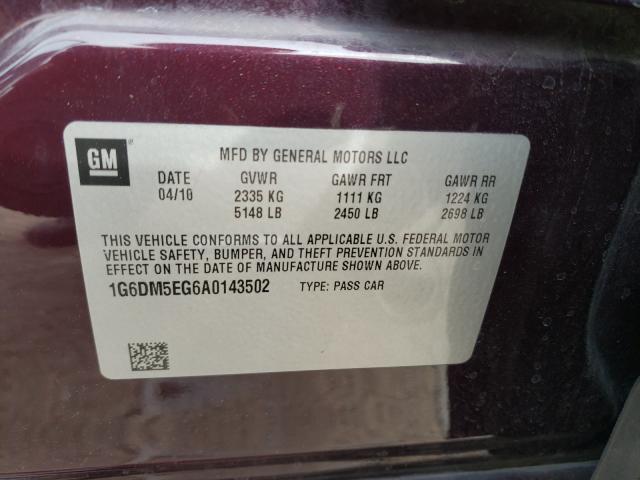 GM
MFD BY GENERAL MOTORS LLC
DATE GVWR GAWR FRT GAWR RR
04/10 2335 KG 1111 KG 1224 KG
5148 LB 2450 LB 2698 LB
THIS VEHICLE CONFORMS TO ALL APPLICABLE U.S. FEDERAL MOTOR
VEHICLE SAFETY, BUMPER, AND THEFT PREVENTION STANDARDS IN
EFFECT ON THE DATE OF MANUFACTURE SHOWN ABOVE.
1G6DM5EG6A0143502 TYPE: PASS CAR